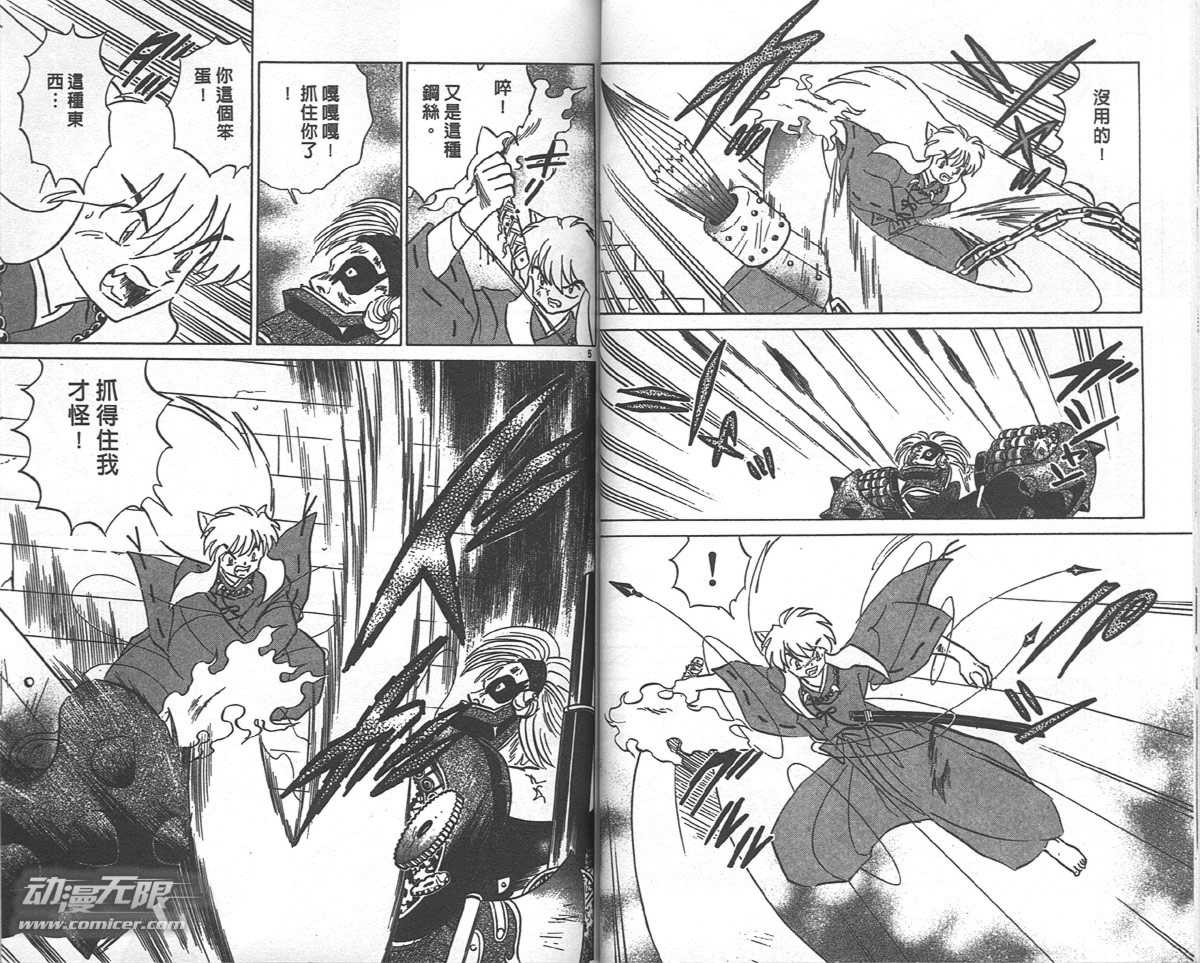 沒用的！
！
啐！
又是這種
鋼絲。
嘎嘎嘎！
抓住你了
！
你這個笨
蛋！
這種東
西…
抓得住我
才怪！
5
动漫无限
www.comicer.com